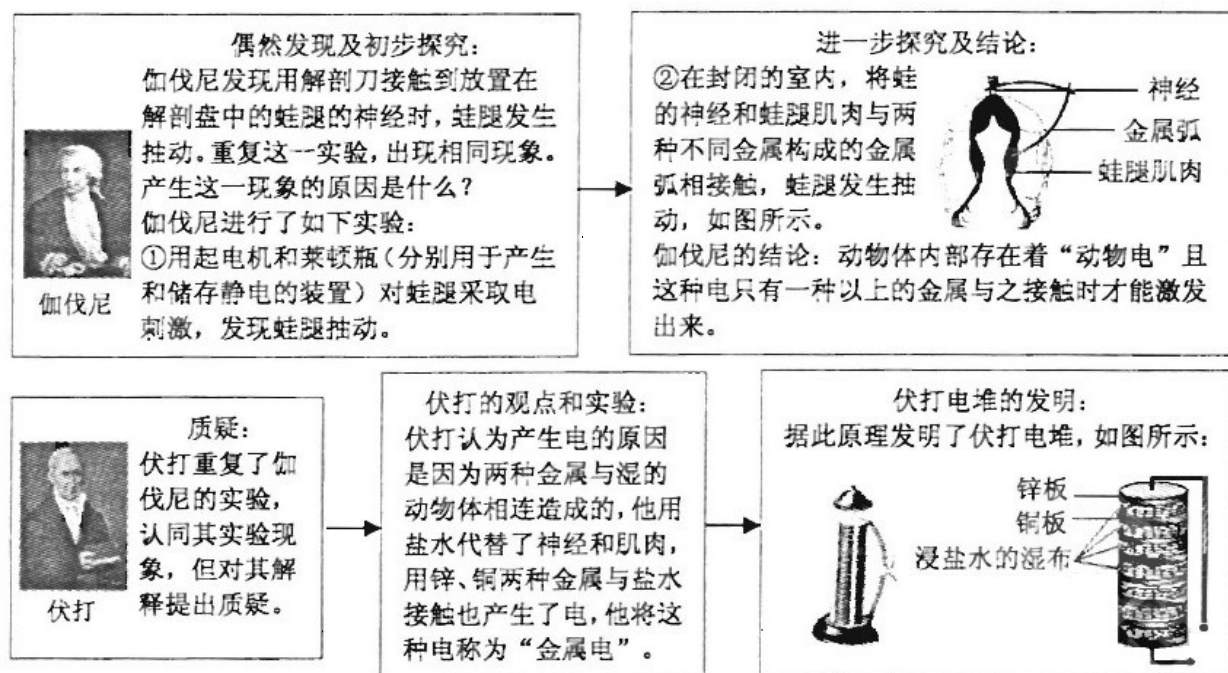 偶然发现及初步探究：
伽伐尼发现用解剖刀接触到放置在
解剖盘中的蛙腿的神经时，蛙腿发生
抽动。重复这一实验，出现相同现象。
产生这一现象的原因是什么？
伽伐尼进行了如下实验：
①用起电机和莱顿瓶（分别用于产生
和储存静电的装置）对蛙腿采取电
刺激，发现蛙腿抽动。
伽伐尼
进一步探究及结论：
②在封闭的室内，将蛙
的神经和蛙腿肌肉与两
种不同金属构成的金属
弧相接触，蛙腿发生抽
动，如图所示。
神经
金属弧
蛙腿肌肉
伽伐尼的结论：动物体内部存在着“动物电”且
这种电只有一种以上的金属与之接触时才能激发
出来。
质疑：
伏打重复了伽
伐尼的实验，
认同其实验现
象，但对其解
释提出质疑。
伏打
伏打的观点和实验：
伏打认为产生电的原因
是因为两种金属与湿的
动物体相连造成的，他用
盐水代替了神经和肌肉，
用锌、铜两种金属与盐水
接触也产生了电，他将这
种电称为“金属电”。
伏打电堆的发明：
据此原理发明了伏打电堆，如图所示：
锌板
铜板
浸盐水的湿布